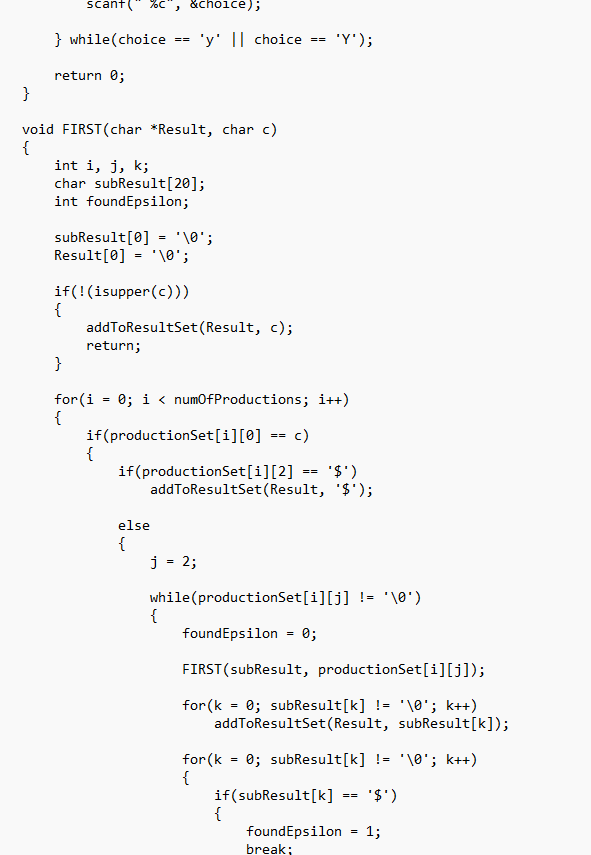 scanf(" %c", &choice);

    } while(choice == 'y' || choice == 'Y');

    return 0;
}

void FIRST(char *Result, char c)
{
    int i, j, k;
    char subResult[20];
    int foundEpsilon;

    subResult[0] = '\0';
    Result[0] = '\0';

    if(!(isupper(c)))
    {
        addToResultSet(Result, c);
        return;
    }

    for(i = 0; i < numOfProductions; i++)
    {
        if(productionSet[i][0] == c)
        {
            if(productionSet[i][2] == '$')
                addToResultSet(Result, '$');

            else
            {
                j = 2;

                while(productionSet[i][j] != '\0')
                {
                    foundEpsilon = 0;

                    FIRST(subResult, productionSet[i][j]);

                    for(k = 0; subResult[k] != '\0'; k++)
                        addToResultSet(Result, subResult[k]);

                    for(k = 0; subResult[k] != '\0'; k++)
                    {
                        if(subResult[k] == '$')
                        {
                            foundEpsilon = 1;
                            break;